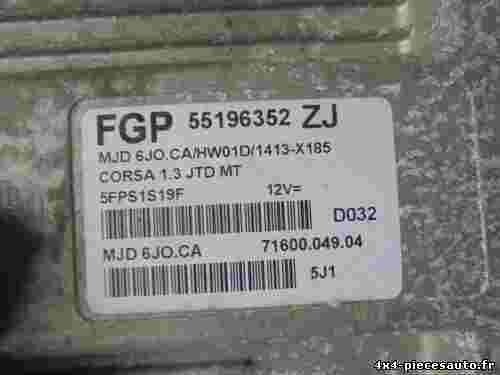 FGP 55196352 ZJ
MJD 6JO.CA/HW01D/1413-X185
CORSA 1.3 JTD MT
5FPS1S19F 12V=
D032
MJD 6JO.CA 71600.049.04
5J1
4x4-piecesauto.fr